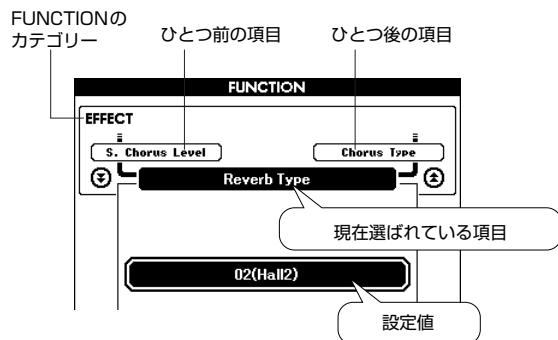 FUNCTIONの
カテゴリー
ひとつ前の項目
ひとつ後の項目
FUNCTION
EFFECT
S. Chorus Level
Chorus Type
Reverb Type
現在選ばれている項目
02(Hall2)
設定値